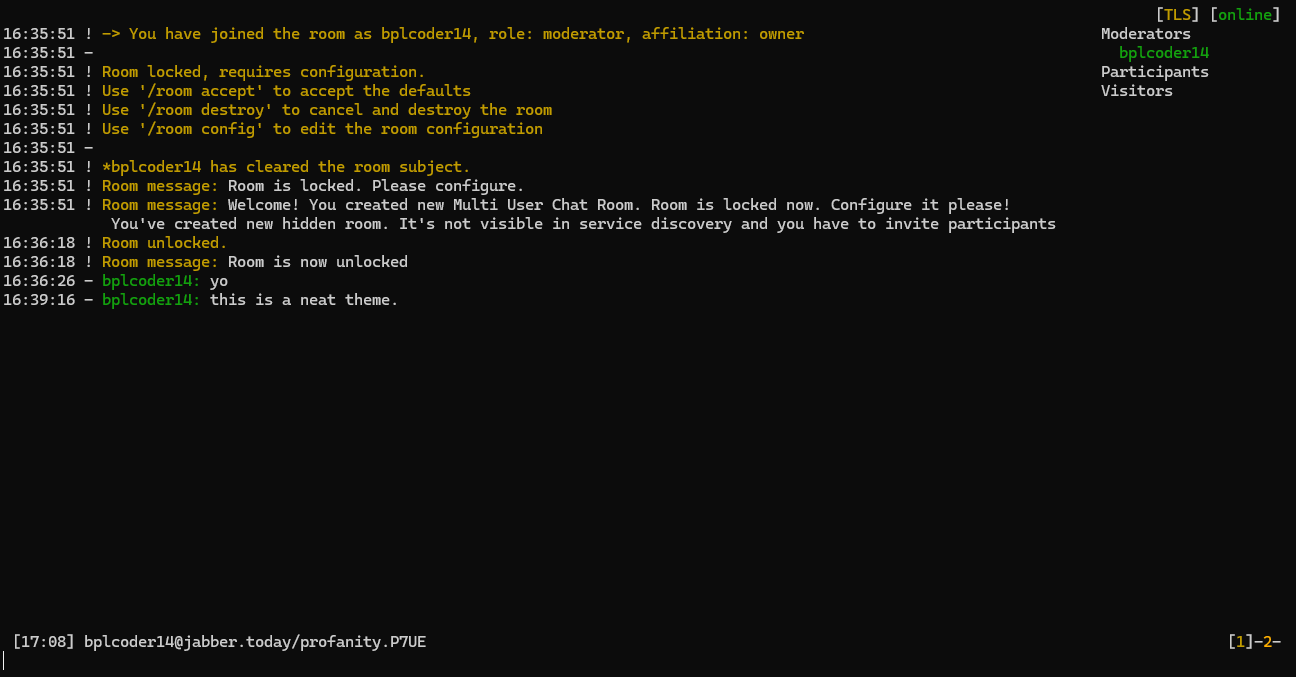 [TLS] [online]
16:35:51 ! -> You have joined the room as bplcoder14, role: moderator, affiliation: owner
Moderators
16:35:51 -
bplcoder14
16:35:51 ! Room locked, requires configuration.
Participants
16:35:51 ! Use '/room accept' to accept the defaults
Visitors
16:35:51 ! Use '/room destroy' to cancel and destroy the room
16:35:51 ! Use '/room config' to edit the room configuration
16:35:51 -
16:35:51 ! *bplcoder14 has cleared the room subject.
16:35:51 ! Room message: Room is locked. Please configure.
16:35:51 ! Room message: Welcome! You created new Multi User Chat Room. Room is locked now. Configure it please!
You've created new hidden room. It's not visible in service discovery and you have to invite participants
16:36:18 ! Room unlocked.
16:36:18 ! Room message: Room is now unlocked
16:36:26 - bplcoder14: yo
16:39:16 - bplcoder14: this is a neat theme.
[17:08] bplcoder14@jabber.today/profanity.P7UE
[1]-2-